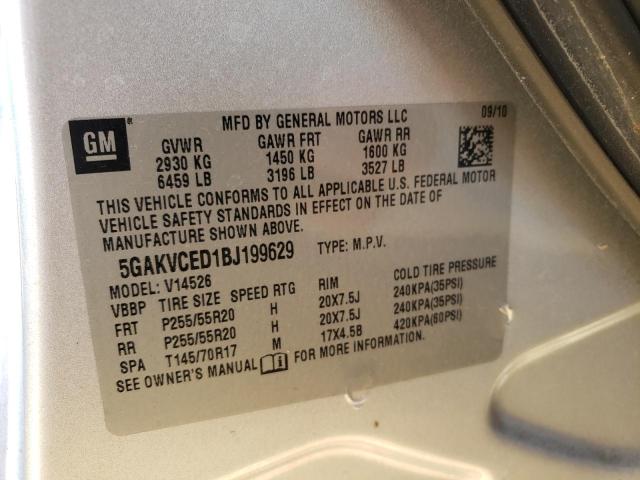 GM
MFD BY GENERAL MOTORS LLC
09/10
GVWR GAWR FRT GAWR RR
2930 KG 1450 KG 1600 KG
6459 LB 3196 LB 3527 LB
THIS VEHICLE CONFORMS TO ALL APPLICABLE U.S. FEDERAL MOTOR
VEHICLE SAFETY STANDARDS IN EFFECT ON THE DATE OF
MANUFACTURE SHOWN ABOVE.
5GAKVCED1BJ199629 TYPE: M.P.V.
MODEL: V14526
VBBP TIRE SIZE SPEED RTG RIM COLD TIRE PRESSURE
FRT P255/55R20 H 20X7.5J 240KPA(35PSI)
RR P255/55R20 H 20X7.5J 240KPA(35PSI)
SPA T145/70R17 M 17X4.5B 420KPA(60PSI)
SEE OWNER'S MANUAL FOR MORE INFORMATION.